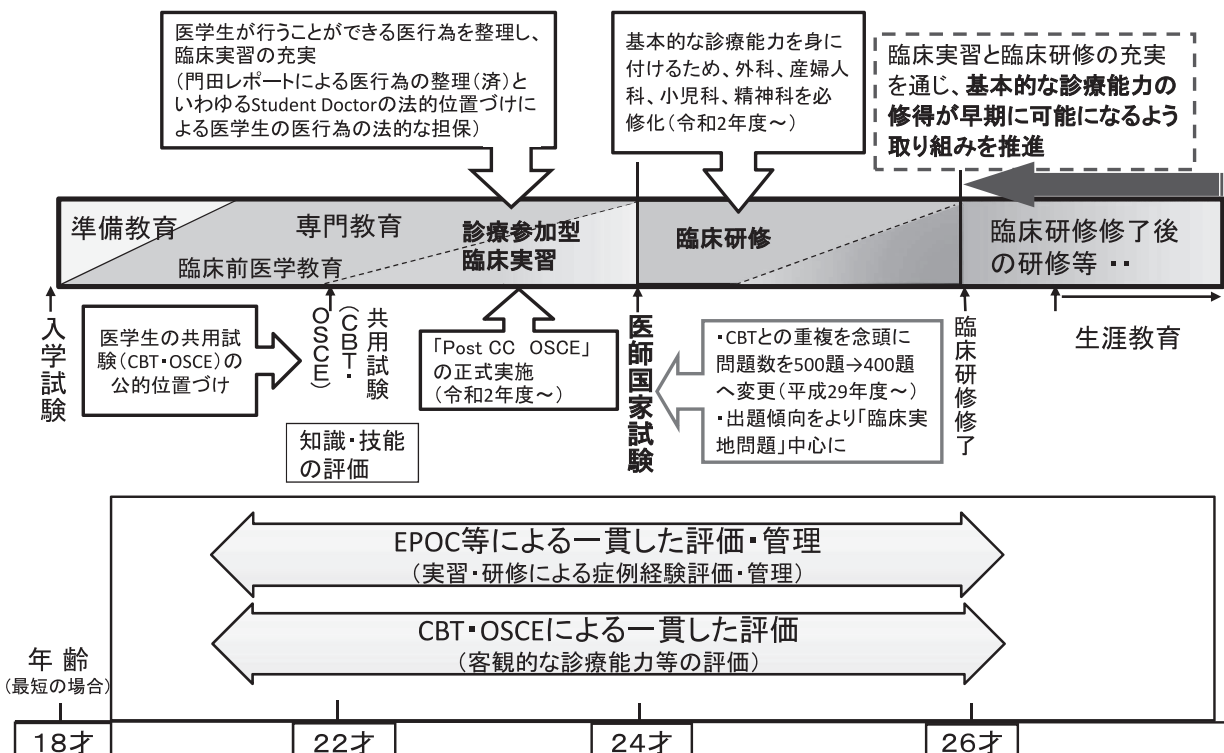 医学生が行うことができる医行為を整理し、
臨床実習の充実
(門田レポートによる医行為の整理(済)と
いわゆるStudent Doctorの法的位置づけに
よる医学生の医行為の法的な担保)
基本的な診療能力を身に
付けるため、外科、産婦人
科、小児科、精神科を必
修化(令和2年度～)
臨床実習と臨床研修の充実
を通じ、基本的な診療能力の
修得が早期に可能になるよう
取り組みを推進
準備教育
専門教育
臨床前医学教育
診療参加型
臨床実習
臨床研修
臨床研修修了後
の研修等‥
入学試験
医学生の共用試
験(CBT・OSCE)の
公的位置づけ
共用試験
(CBT・
OSCE)
知識・技能
の評価
「Post CC OSCE」
の正式実施
(令和2年度～)
医師国家試験
・CBTとの重複を念頭に
問題数を500題→400題
へ変更(平成29年度～)
・出題傾向をより「臨床実
地問題」中心に
臨床研修修了
生涯教育
EPOC等による一貫した評価・管理
(実習・研修による症例経験評価・管理)
CBT・OSCEによる一貫した評価
(客観的な診療能力等の評価)
年齢
(最短の場合)
18才
22才
24才
26才